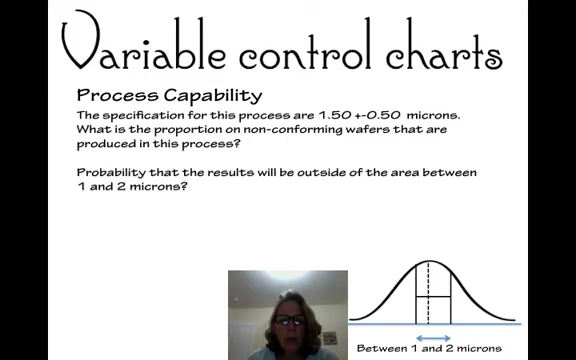 Variable control charts
Process Capability
The specification for this process are 1.50 +-0.50 microns.
What is the proportion on non-conforming wafers that are
produced in this process?
Probability that the results will be outside of the area between
1 and 2 microns?
Between 1 and 2 microns